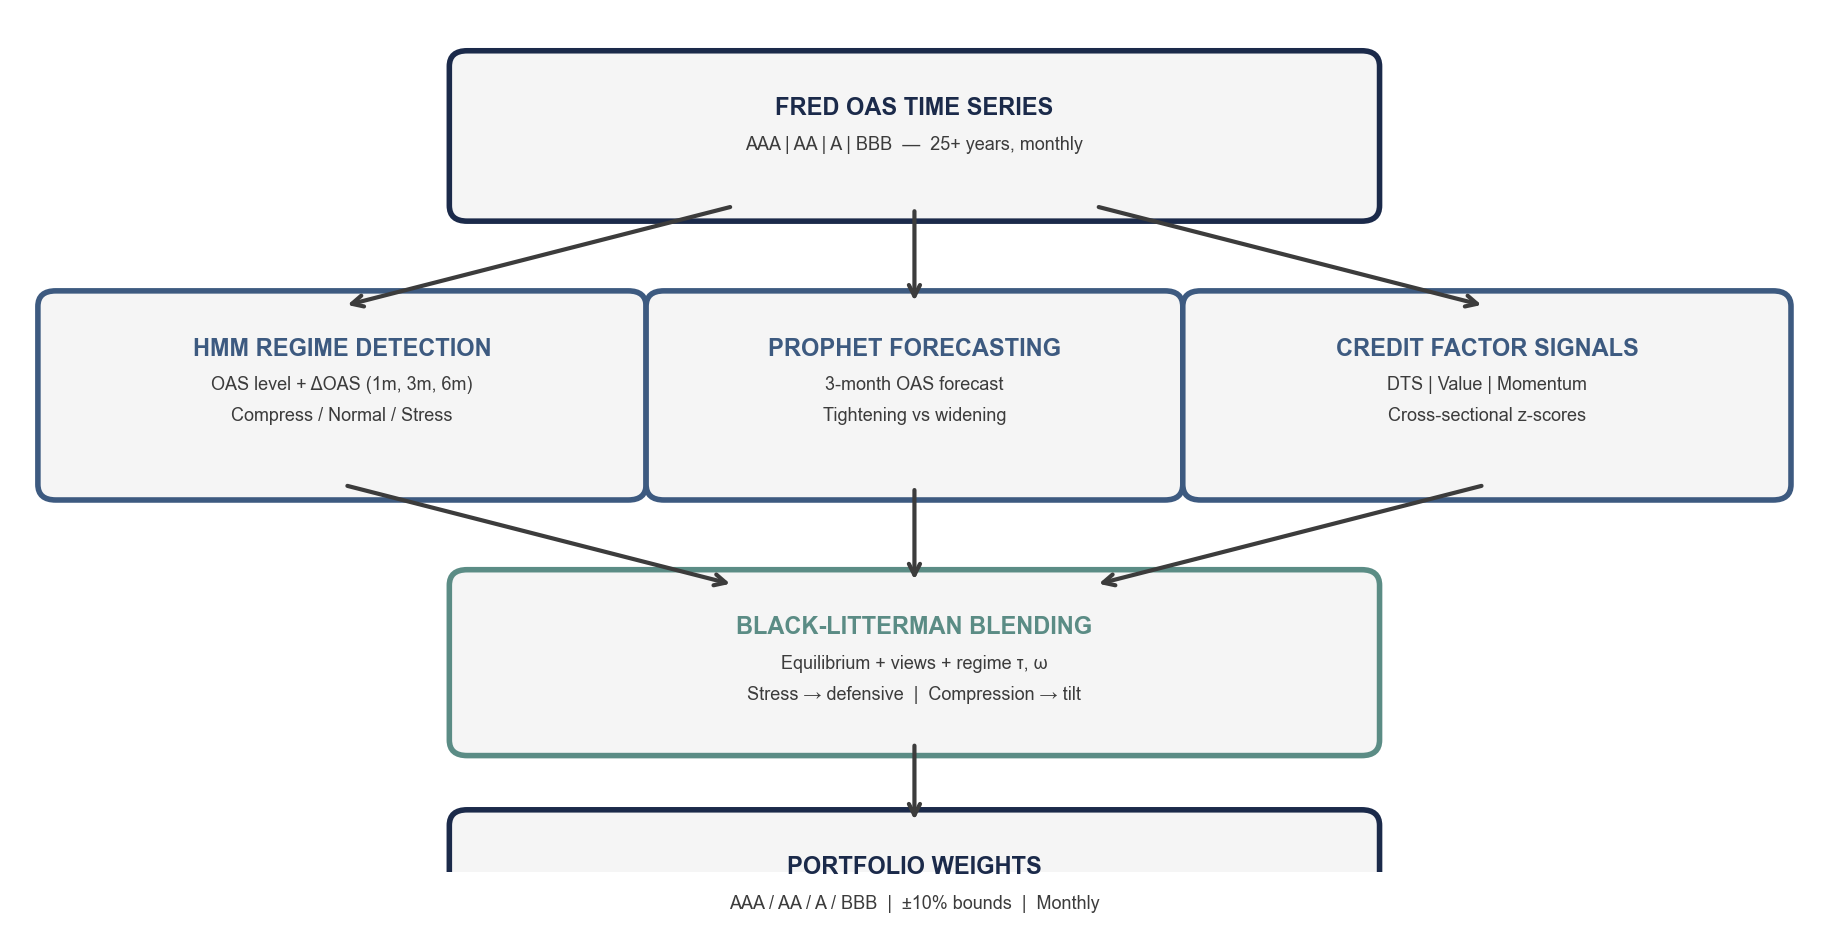 FRED OAS TIME SERIES
AAA | AA | A | BBB — 25+ years, monthly
HMM REGIME DETECTION
OAS level + ΔOAS (1m, 3m, 6m)
Compress / Normal / Stress
PROPHET FORECASTING
3-month OAS forecast
Tightening vs widening
CREDIT FACTOR SIGNALS
DTS | Value | Momentum
Cross-sectional z-scores
BLACK-LITTERMAN BLENDING
Equilibrium + views + regime τ, ω
Stress → defensive | Compression → tilt
PORTFOLIO WEIGHTS
AAA / AA / A / BBB | ±10% bounds | Monthly